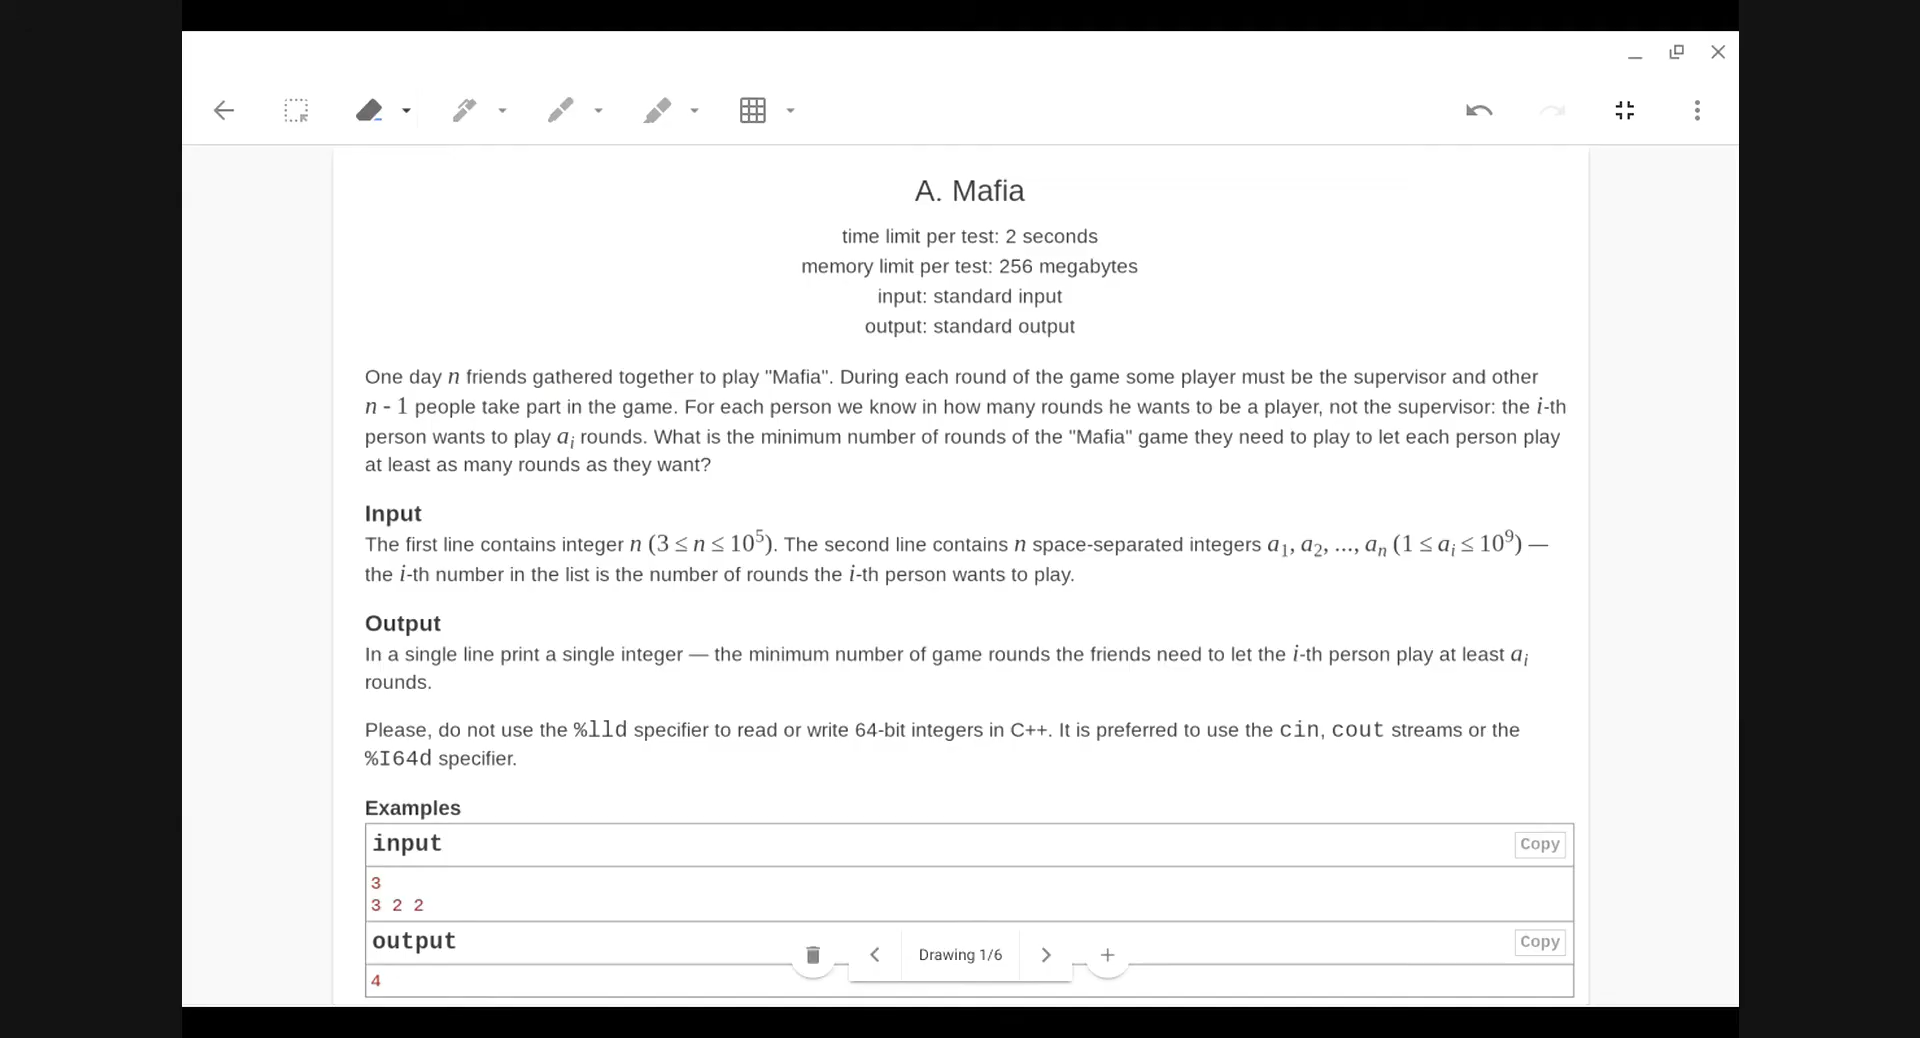 A. Mafia
time limit per test: 2 seconds
memory limit per test: 256 megabytes
input: standard input
output: standard output
One day n friends gathered together to play "Mafia". During each round of the game some player must be the supervisor and other
n - 1 people take part in the game. For each person we know in how many rounds he wants to be a player, not the supervisor: the i-th
person wants to play aᵢ rounds. What is the minimum number of rounds of the "Mafia" game they need to play to let each person play
at least as many rounds as they want?
Input
The first line contains integer n (3 ≤ n ≤ 10⁵). The second line contains n space-separated integers a₁, a₂, ..., aₙ (1 ≤ aᵢ ≤ 10⁹) —
the i-th number in the list is the number of rounds the i-th person wants to play.
Output
In a single line print a single integer — the minimum number of game rounds the friends need to let the i-th person play at least aᵢ
rounds.
Please, do not use the %lld specifier to read or write 64-bit integers in C++. It is preferred to use the cin, cout streams or the
%I64d specifier.
Examples
input
Copy
3
3 2 2
output
Copy
Drawing 1/6
4